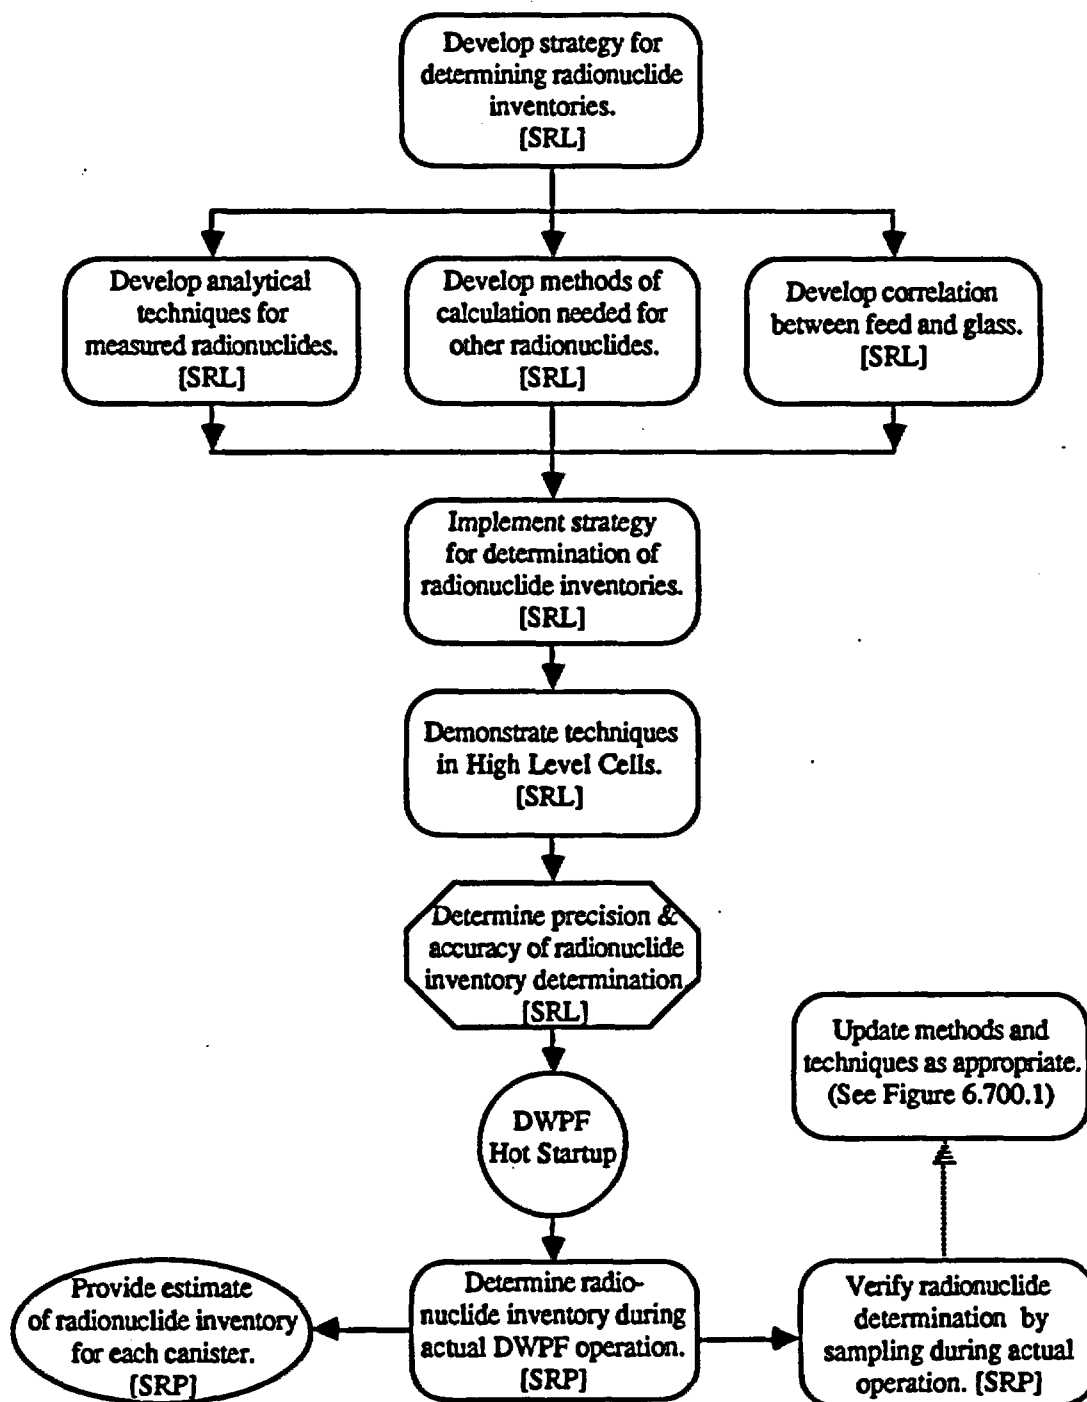 Develop strategy for
determining radionuclide
inventories.
[SRL]
Develop analytical
techniques for
measured radionuclides.
[SRL]
Develop methods of
calculation needed for
other radionuclides.
[SRL]
Develop correlation
between feed and glass.
[SRL]
Implement strategy
for determination of
radionuclide inventories.
[SRL]
Demonstrate techniques
in High Level Cells.
[SRL]
Determine precision &
accuracy of radionuclide
inventory determination
[SRL]
Update methods and
techniques as appropriate.
(See Figure 6.700.1)
DWPF
Hot Startup
Provide estimate
of radionuclide inventory
for each canister.
[SRP]
Determine radio-
nuclide inventory during
actual DWPF operation.
[SRP]
Verify radionuclide
determination by
sampling during actual
operation. [SRP]